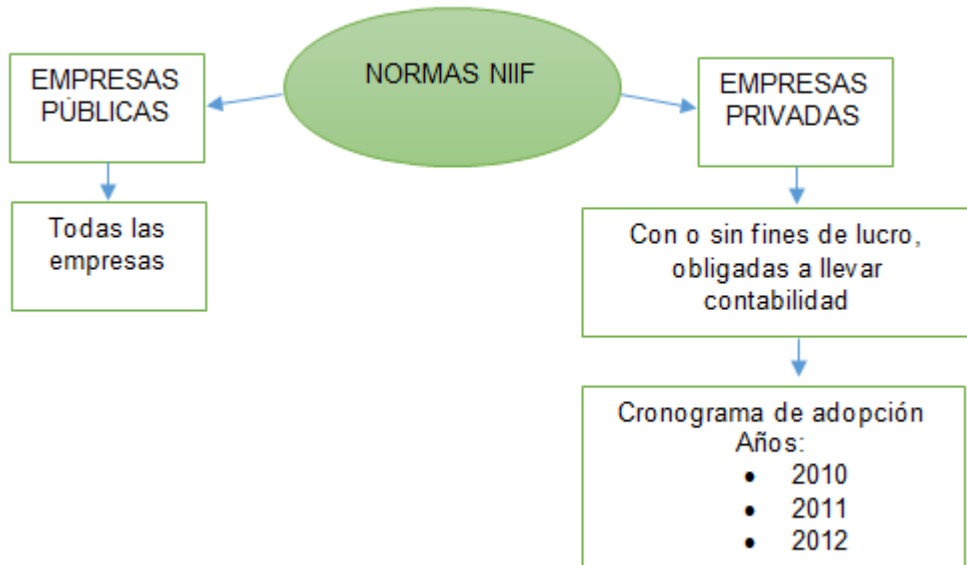 NORMAS NIIF
EMPRESAS
PÚBLICAS
Todas las
empresas
EMPRESAS
PRIVADAS
Con o sin fines de lucro,
obligadas a llevar
contabilidad
Cronograma de adopción
Años:
• 2010
• 2011
• 2012